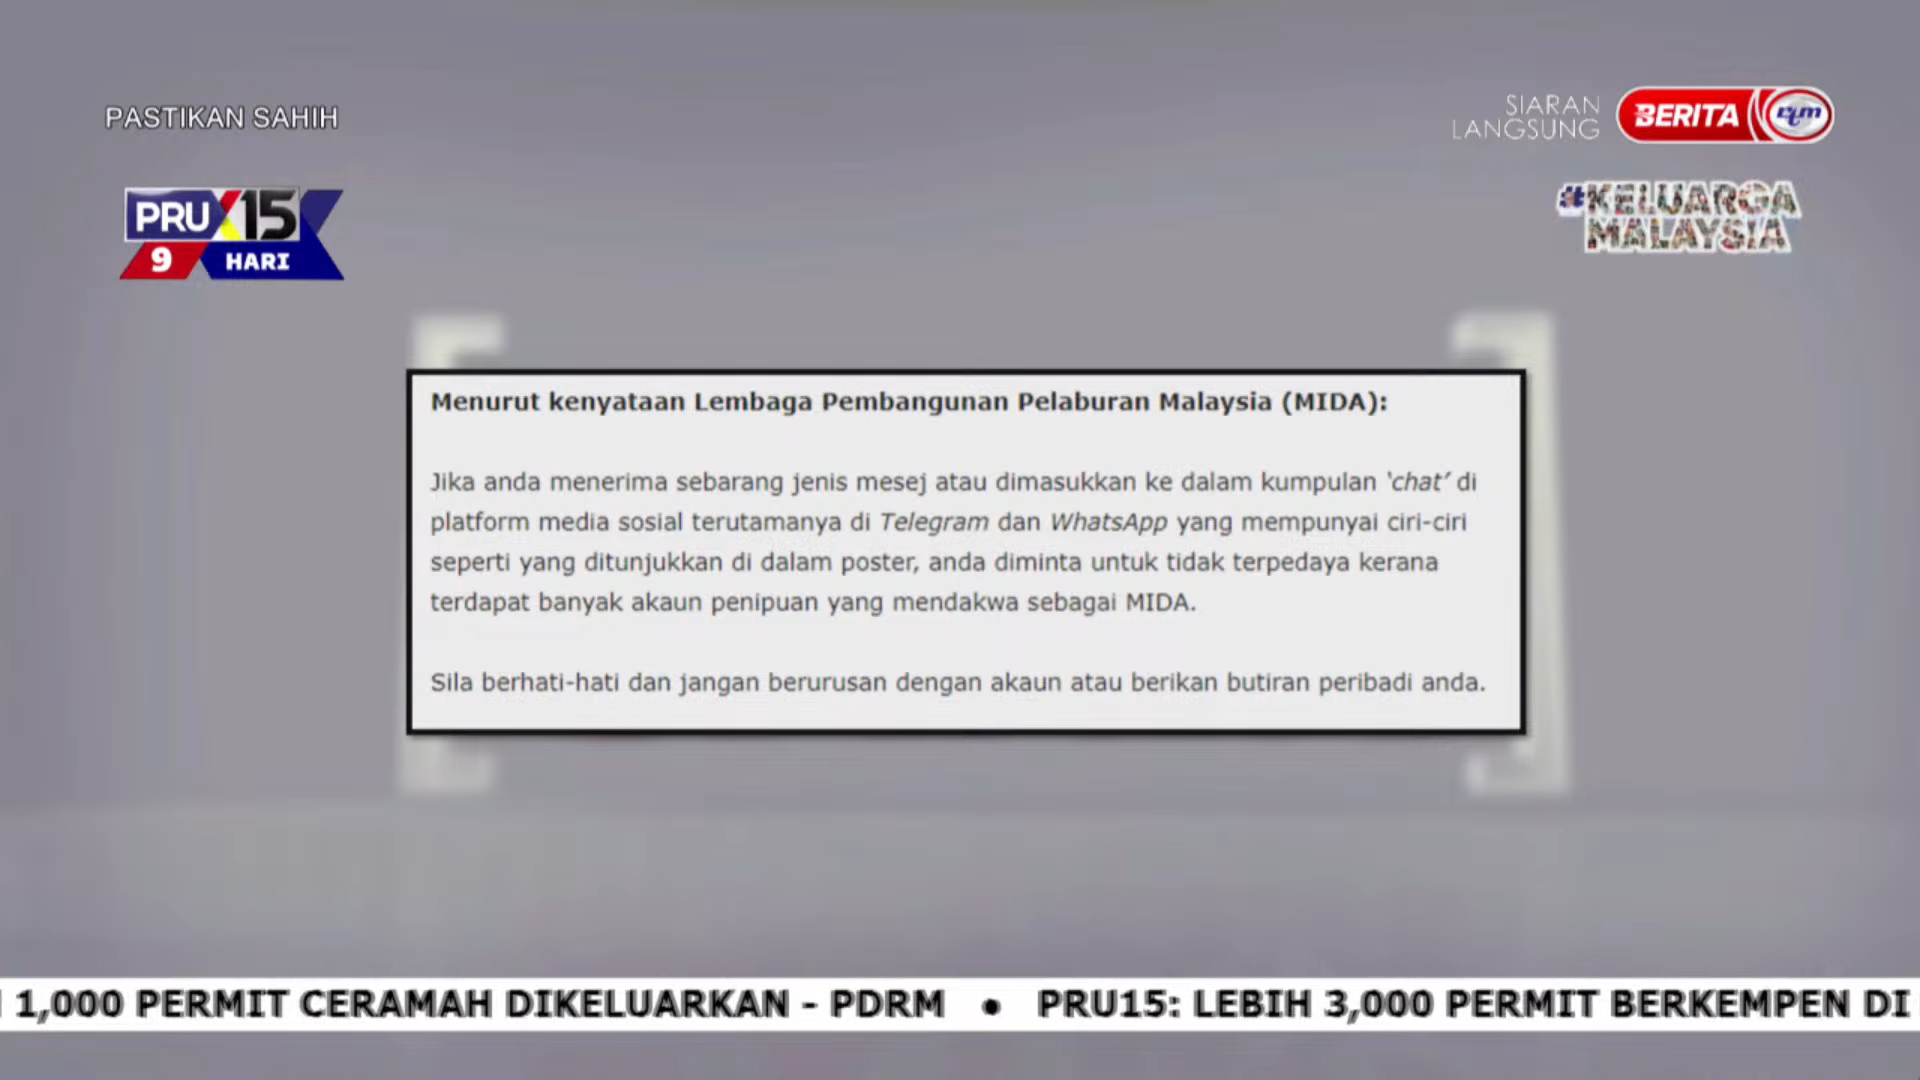 PASTIKAN SAHIH
SIARAN
LANGSUNG
BERITA rtm
PRU 15
9 HARI
#KELUARGA
MALAYSIA
Menurut kenyataan Lembaga Pembangunan Pelaburan Malaysia (MIDA):
Jika anda menerima sebarang jenis mesej atau dimasukkan ke dalam kumpulan ‘chat’ di
platform media sosial terutamanya di Telegram dan WhatsApp yang mempunyai ciri-ciri
seperti yang ditunjukkan di dalam poster, anda diminta untuk tidak terpedaya kerana
terdapat banyak akaun penipuan yang mendakwa sebagai MIDA.
Sila berhati-hati dan jangan berurusan dengan akaun atau berikan butiran peribadi anda.
1,000 PERMIT CERAMAH DIKELUARKAN - PDRM • PRU15: LEBIH 3,000 PERMIT BERKEMPEN DI